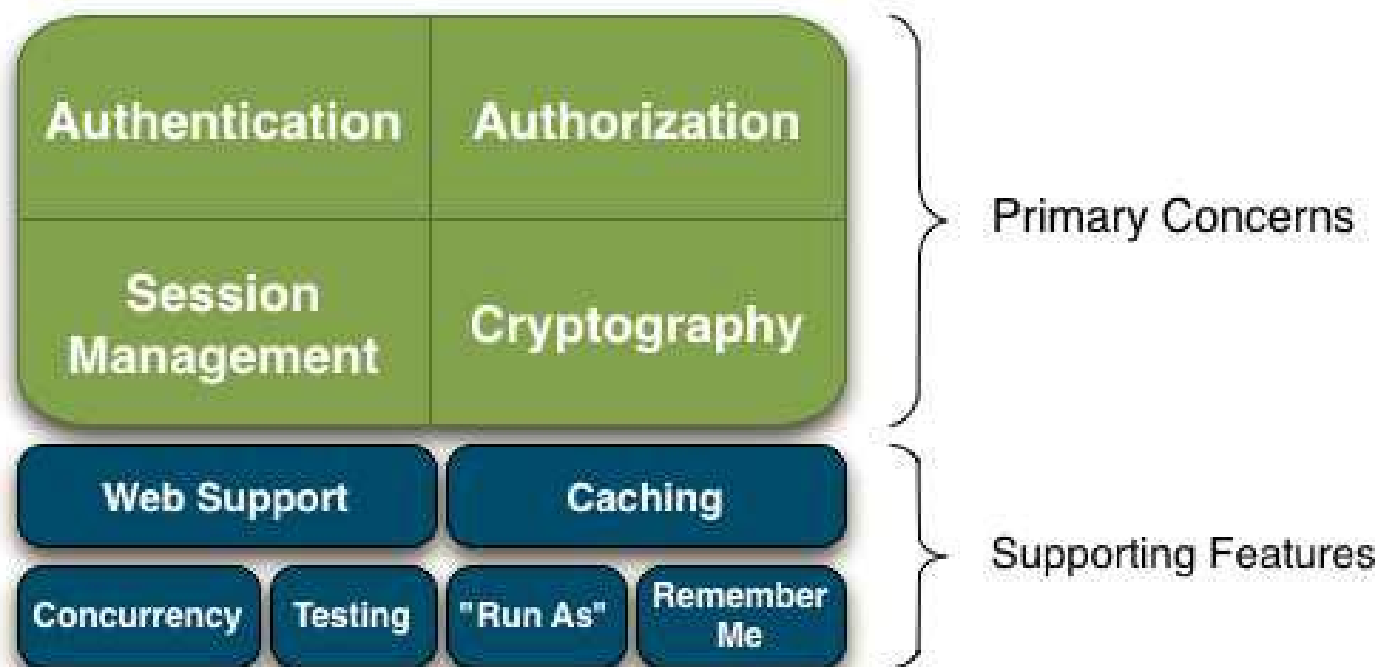 Authentication
Authorization
Session
Management
Cryptography
Primary Concerns
Web Support
Caching
Concurrency
Testing
"Run As"
Remember
Me
Supporting Features